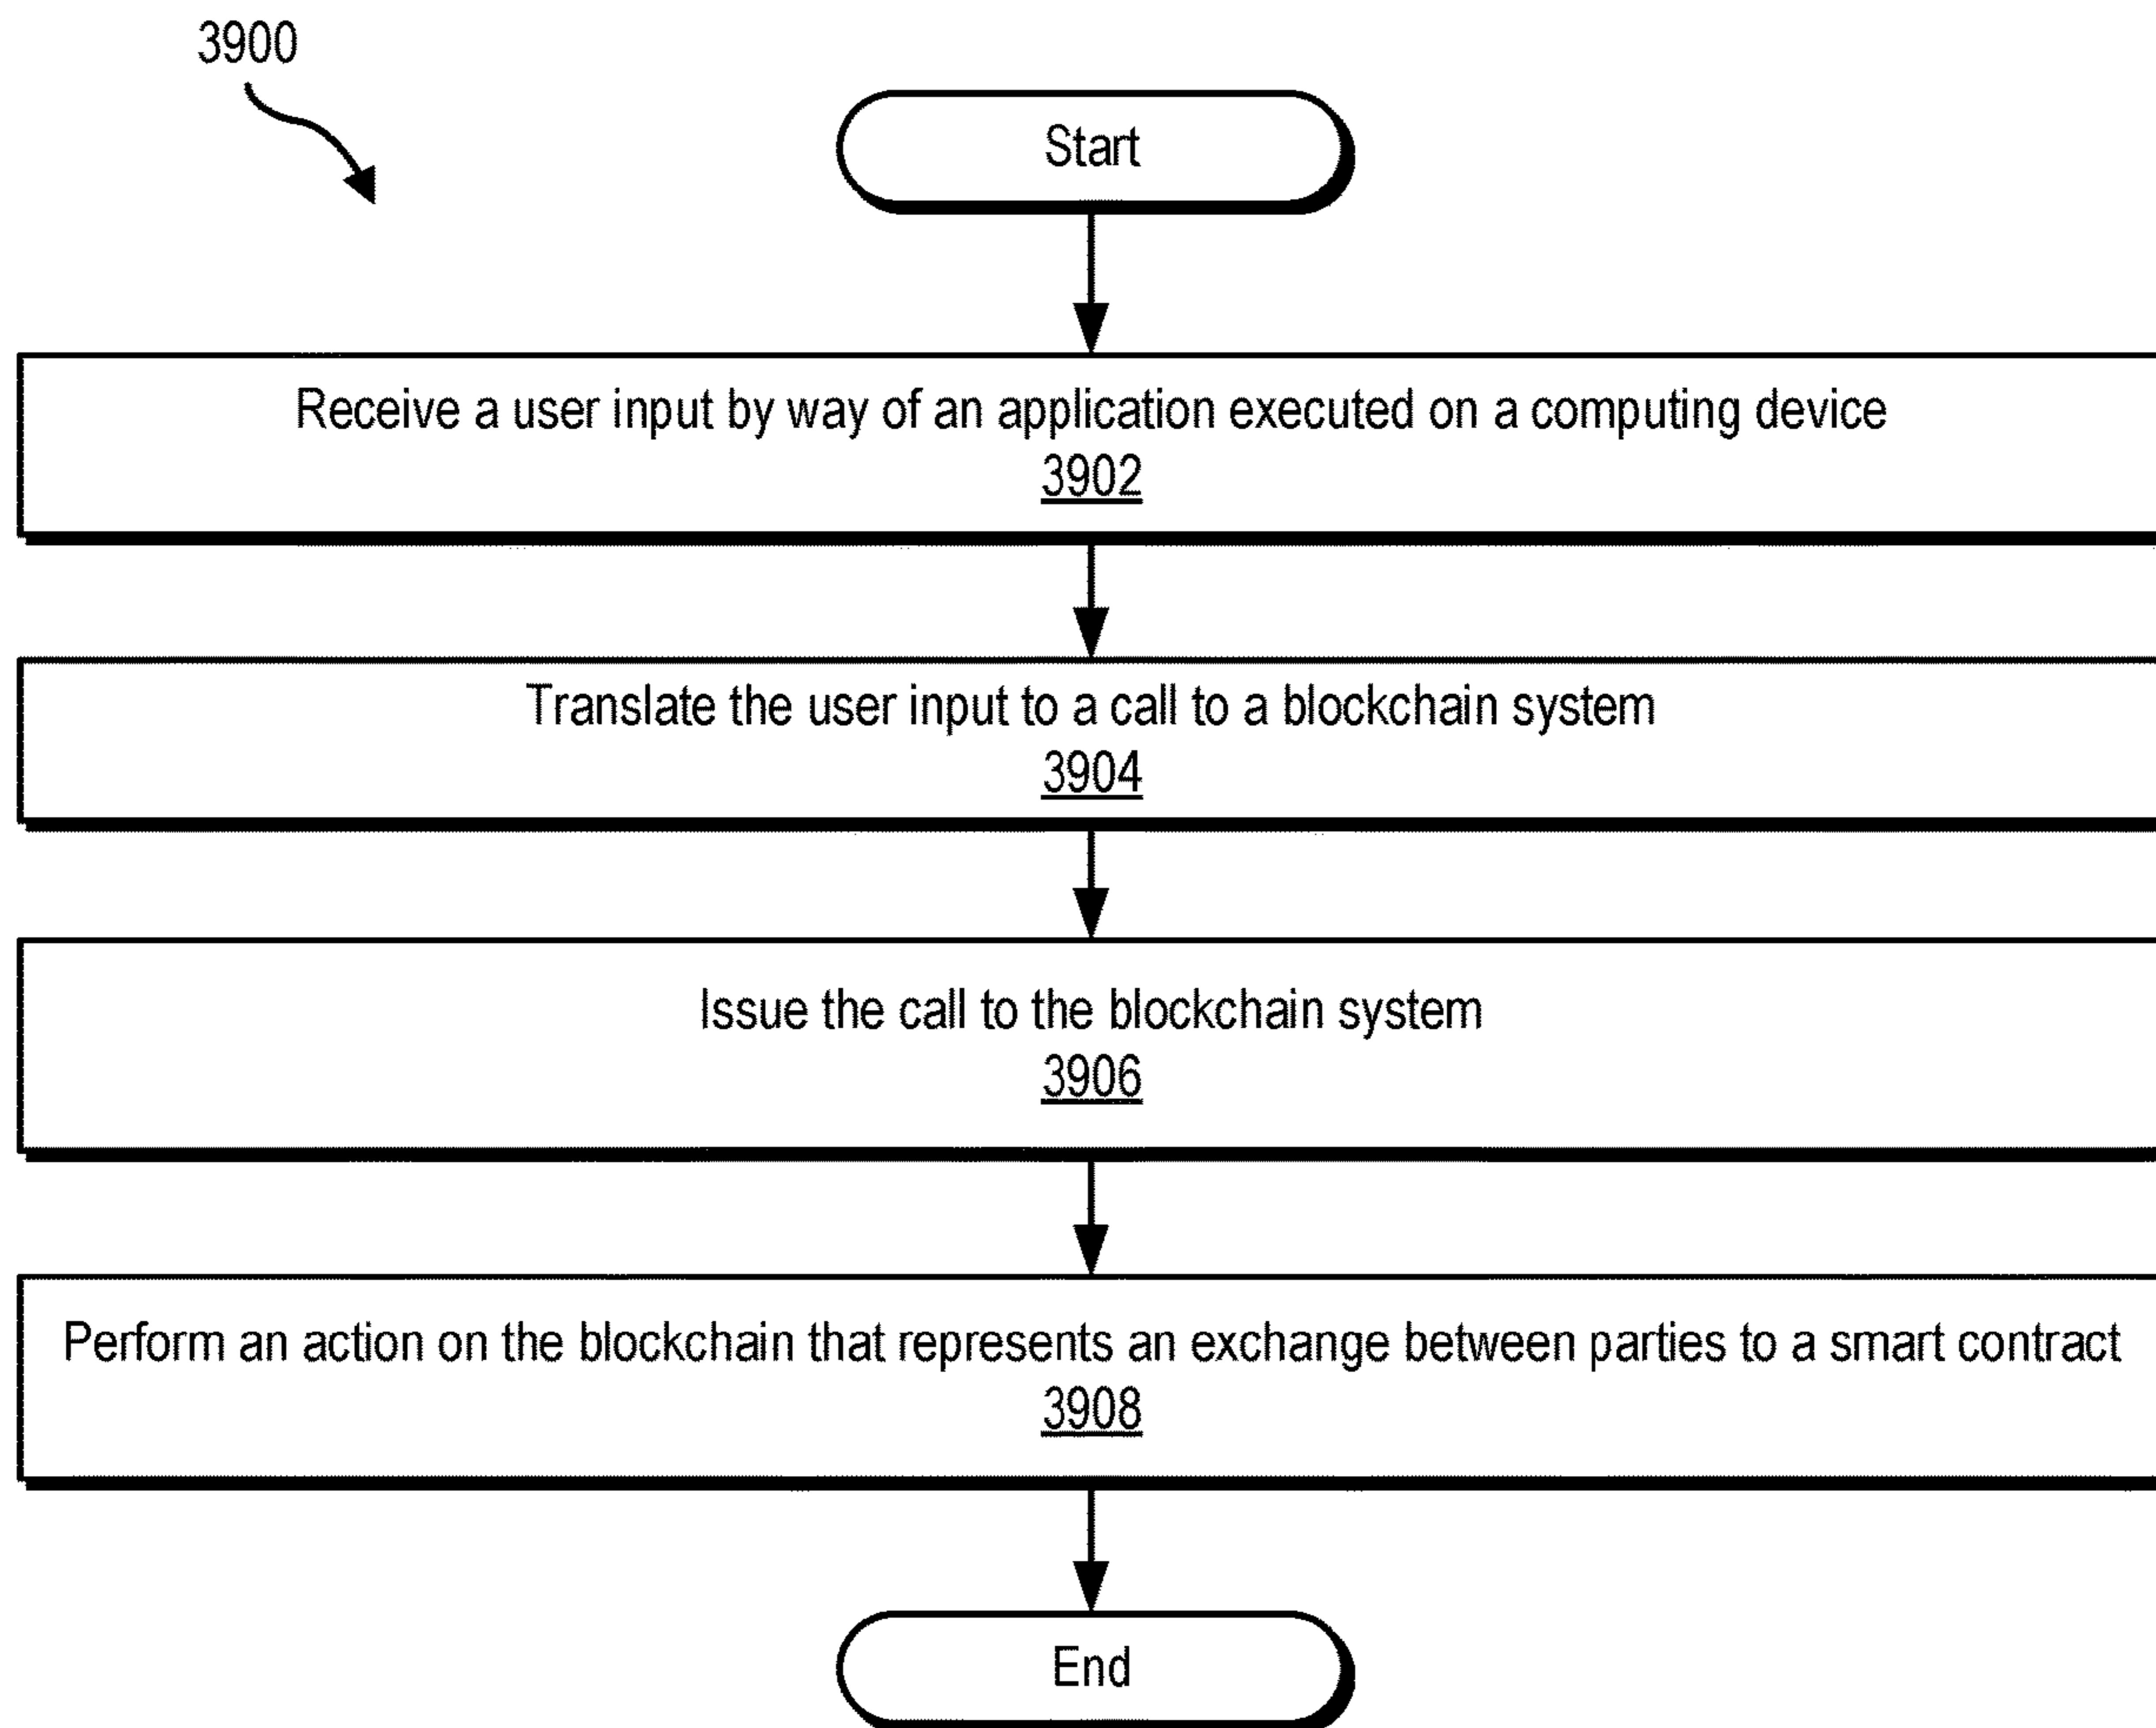 3900
Start
Receive a user input by way of an application executed on a computing device
3902
Translate the user input to a call to a blockchain system
3904
Issue the call to the blockchain system
3906
Perform an action on the blockchain that represents an exchange between parties to a smart contract
3908
End